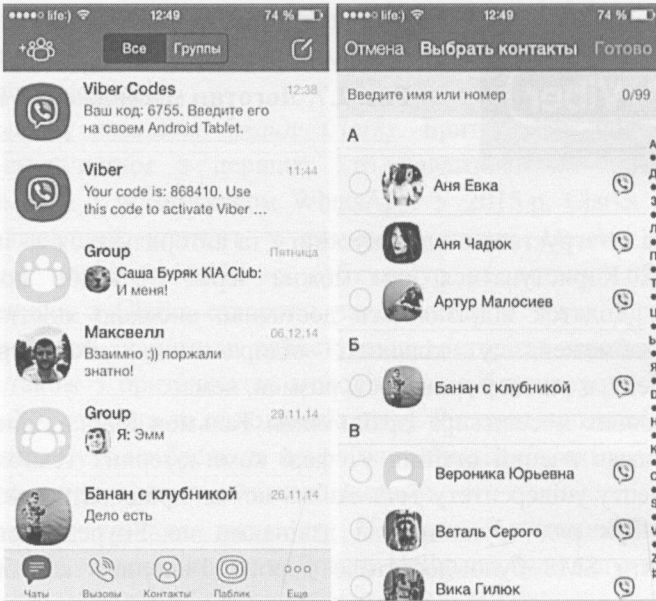 life:) 12:49 74 %
Все Группы
Viber Codes 12:38
Ваш код: 6755. Введите его
на своем Android Tablet.
Viber 11:44
Your code is: 868410. Use
this code to activate Viber ...
Group Пятница
Саша Буряк KIA Club:
И меня!
Максвелл 06.12.14
Взаимно :)) поржали
знатно!
Group 29.11.14
Я: Эмм
Банан с клубникой 26.11.14
Дело есть
Чаты Вызовы Контакты Паблик Еще
life:) 12:49 74 %
Отмена Выбрать контакты Готово
Введите имя или номер 0/99
А
Аня Евка
Аня Чадюк
Артур Малосиев
Б
Банан с клубникой
В
Вероника Юрьевна
Веталь Серого
Вика Гилюк